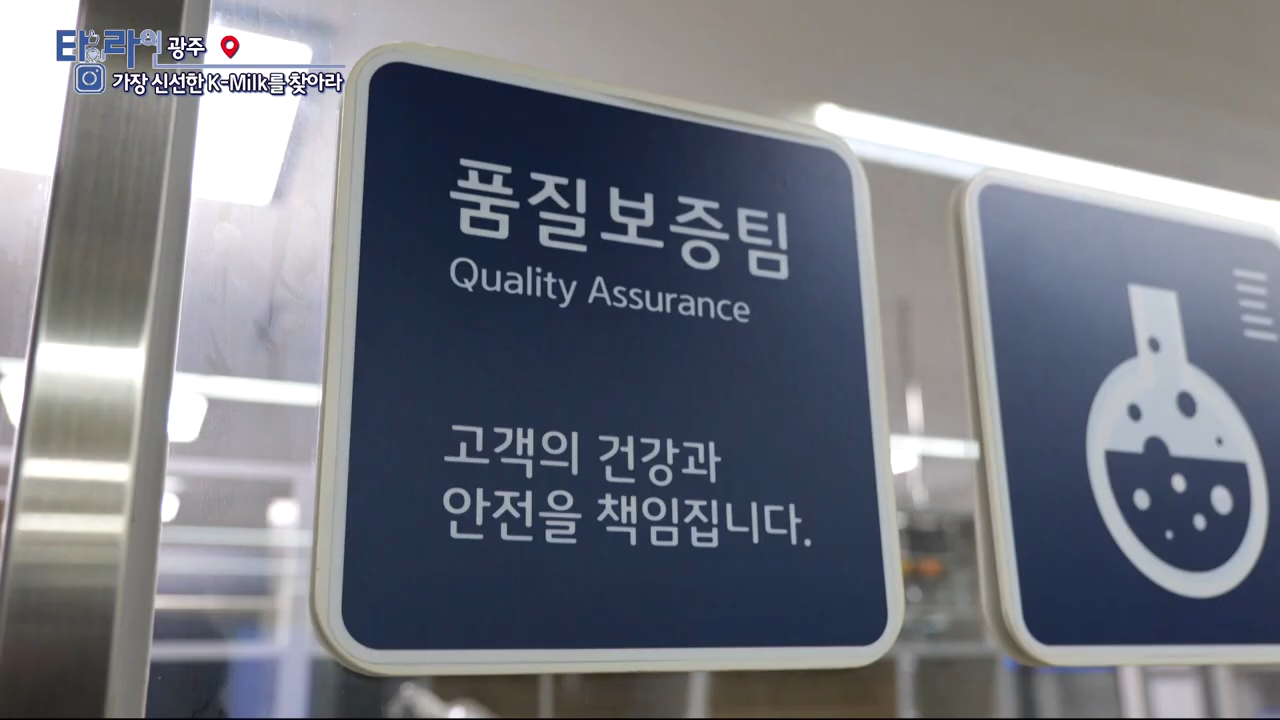 타라의 광주
가장 신선한 K-Milk를 찾아라
품질보증팀
Quality Assurance
고객의 건강과
안전을 책임집니다.